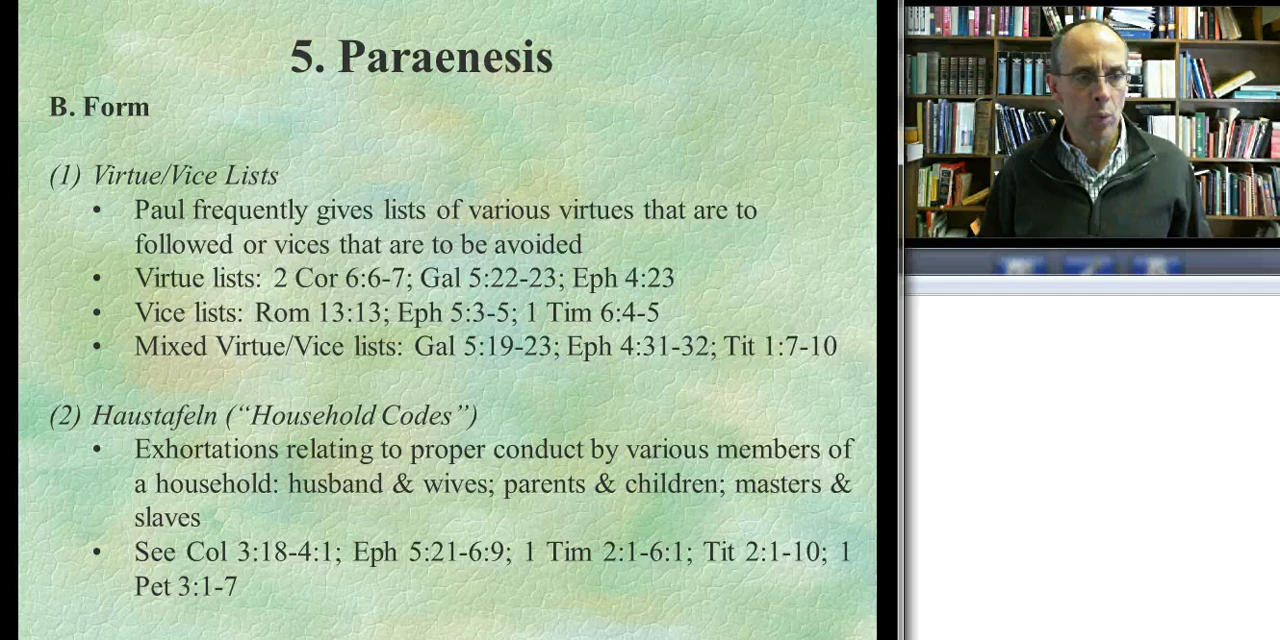 5. Paraenesis
B. Form
(1) Virtue/Vice Lists
• Paul frequently gives lists of various virtues that are to
followed or vices that are to be avoided
• Virtue lists: 2 Cor 6:6-7; Gal 5:22-23; Eph 4:23
• Vice lists: Rom 13:13; Eph 5:3-5; 1 Tim 6:4-5
• Mixed Virtue/Vice lists: Gal 5:19-23; Eph 4:31-32; Tit 1:7-10
(2) Haustafeln (“Household Codes”)
• Exhortations relating to proper conduct by various members of
a household: husband & wives; parents & children; masters &
slaves
• See Col 3:18-4:1; Eph 5:21-6:9; 1 Tim 2:1-6:1; Tit 2:1-10; 1
Pet 3:1-7